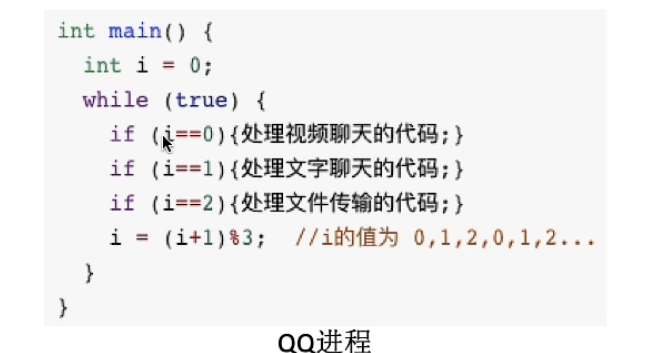 int main() {
int i = 0;
while (true) {
if (i==0){处理视频聊天的代码;}
if (i==1){处理文字聊天的代码;}
if (i==2){处理文件传输的代码;}
i = (i+1)%3; //i的值为 0,1,2,0,1,2...
}
}
QQ进程